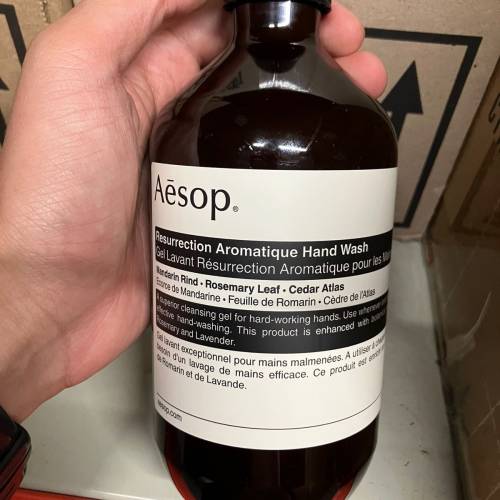 Aēsop®
Resurrection Aromatique Hand Wash
Gel Lavant Résurrection Aromatique pour les
Mandarin Rind • Rosemary Leaf • Cedar Atlas
Écorce de Mandarine • Feuille de Romarin • Cèdre de l'Atlas
A superior cleansing gel for hard-working hands. Use whenever
effective hand-washing. This product is enhanced with
Rosemary and Lavender.
Gel lavant exceptionnel pour mains malmenées. A utiliser à
besoin d'un lavage de mains efficace. Ce produit est
de Romarin et de Lavande.
aesop.com